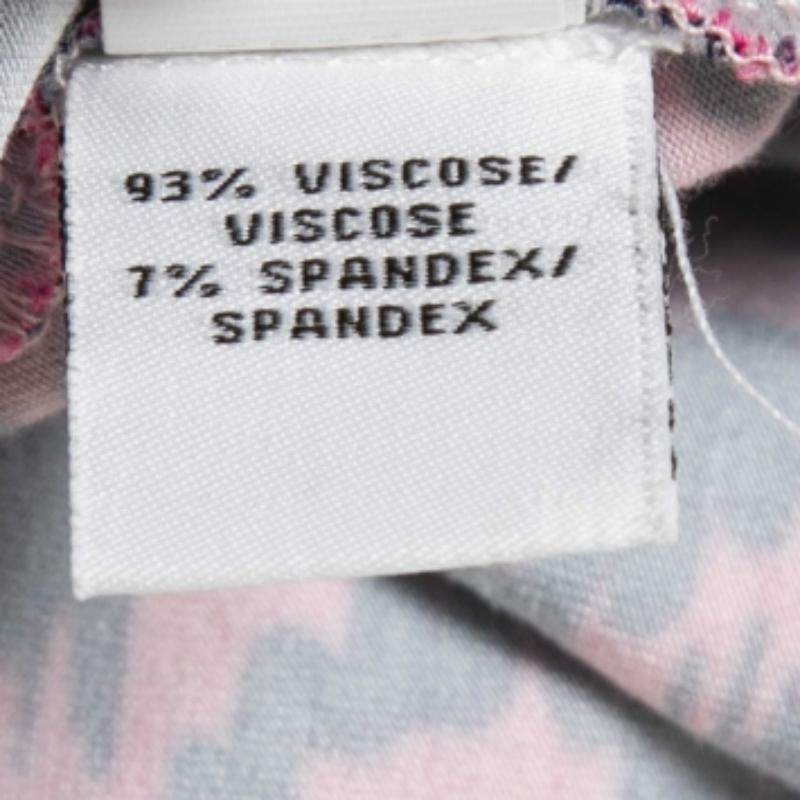 93% VISCOSE/
VISCOSE
7% SPANDEX/
SPANDEX